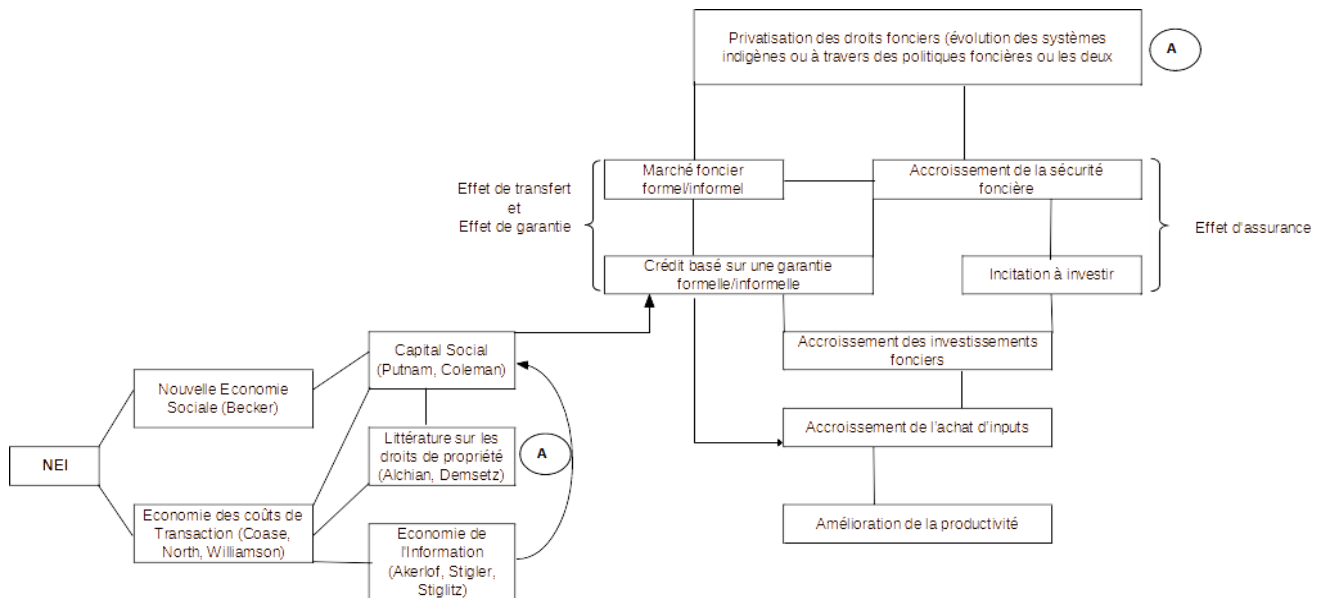 Privatisation des droits fonciers (évolution des systèmes
indigènes ou à travers des politiques foncières ou les deux
A
Marché foncier
formel/informel
Accroissement de la sécurité
foncière
Effet de transfert
et
Effet de garantie
Effet d'assurance
Crédit basé sur une garantie
formelle/informelle
Incitation à investir
Capital Social
(Putnam, Coleman)
Accroissement des investissements
fonciers
Nouvelle Economie
Sociale (Becker)
Littérature sur les
droits de propriété
(Alchian, Demsetz)
A
Accroissement de l'achat d'inputs
NEI
Economie des coûts de
Transaction (Coase,
North, Williamson)
Economie de
l'Information
(Akerlof, Stigler,
Stiglitz)
Amélioration de la productivité